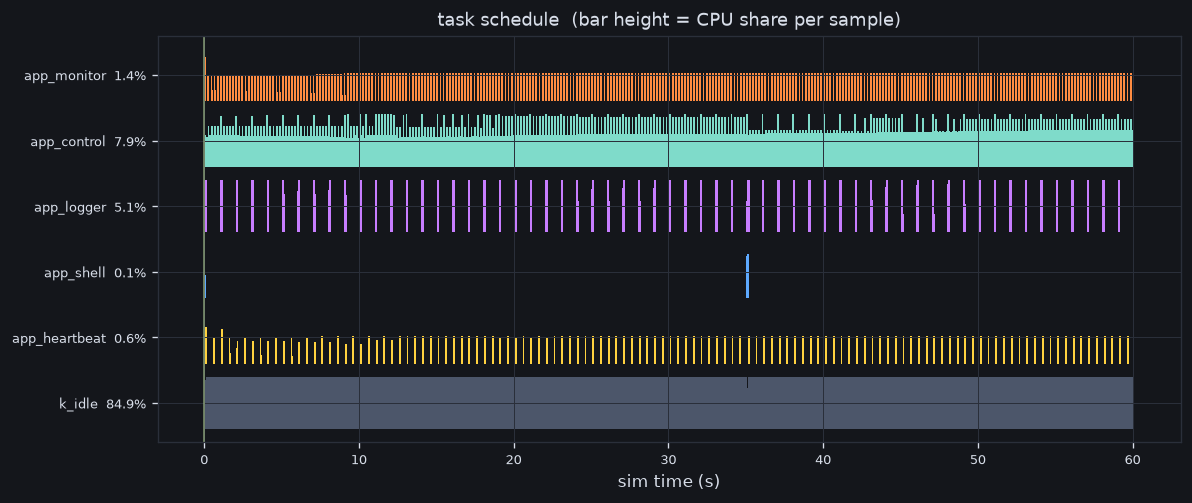 task schedule  (bar height = CPU share per sample)
app_monitor  1.4%
app_control  7.9%
app_logger  5.1%
app_shell  0.1%
app_heartbeat  0.6%
k_idle  84.9%
0 10 20 30 40 50 60
sim time (s)